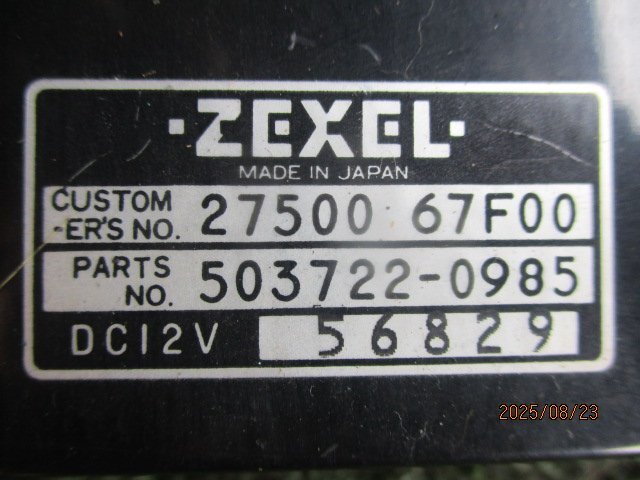 ·ZEXEL·
MADE IN JAPAN
CUSTOM
-ER'S NO. 27500 67F00
PARTS
NO. 503722-0985
DC12V 56829
2025/08/23